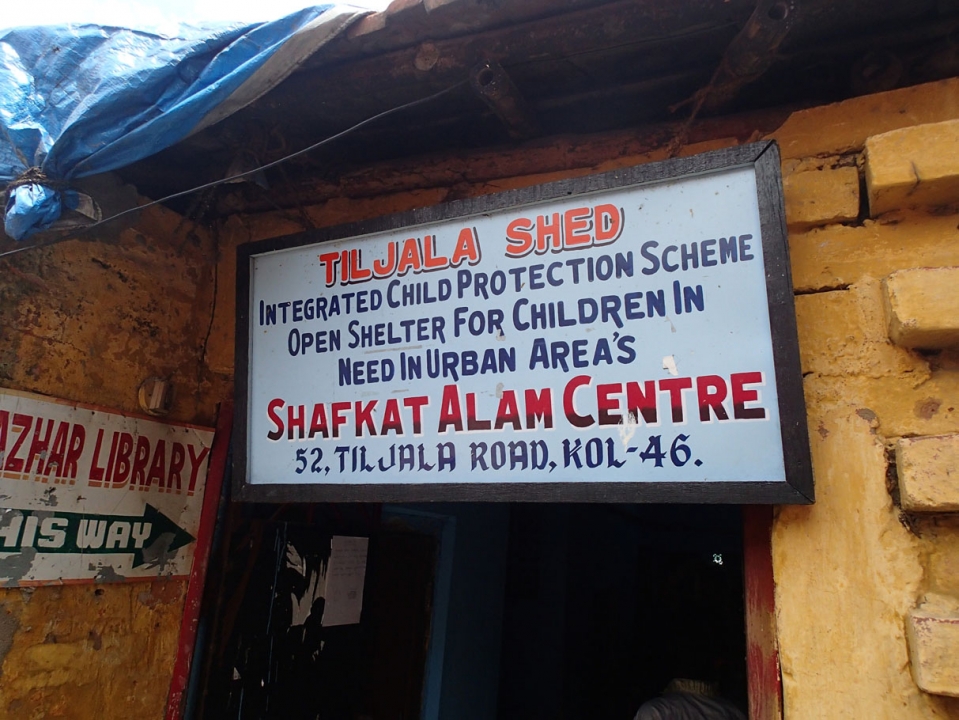 TILJALA SHED
INTEGRATED CHILD PROTECTION SCHEME
OPEN SHELTER FOR CHILDREN IN
NEED IN URBAN AREA'S
SHAFKAT ALAM CENTRE
52, TILJALA ROAD, KOL-46.
AZHAR LIBRARY
HIS WAY